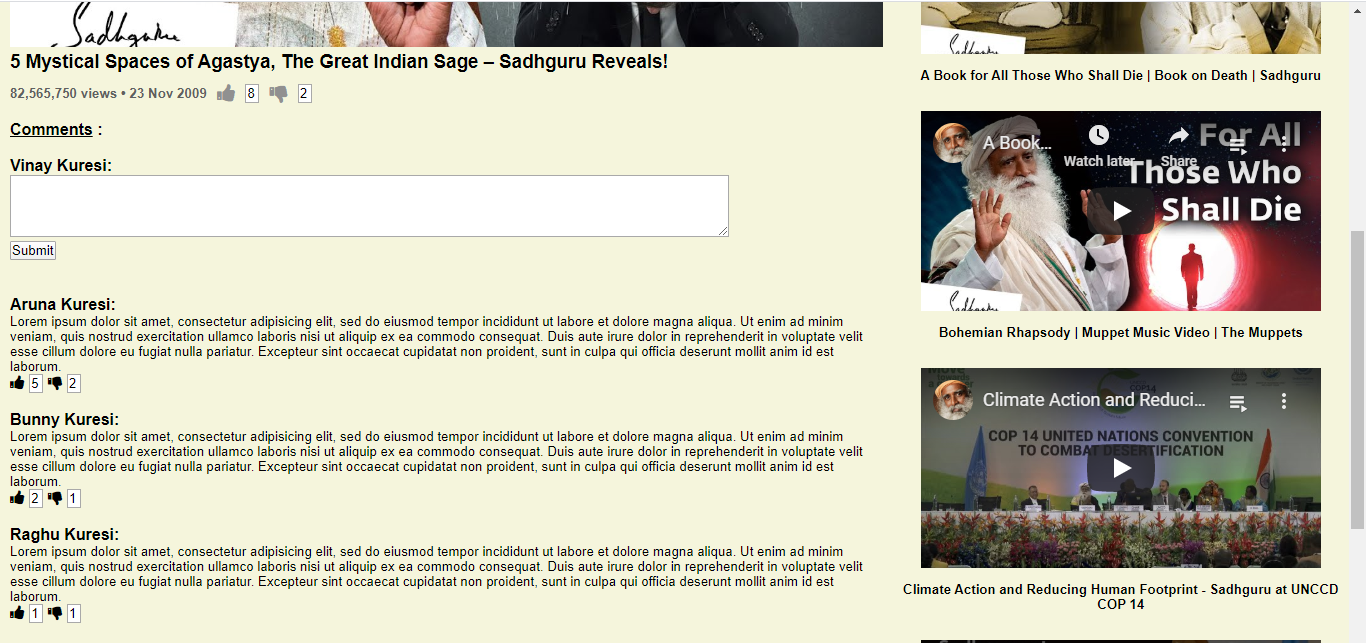 Sadhguru
5 Mystical Spaces of Agastya, The Great Indian Sage – Sadhguru Reveals!
82,565,750 views • 23 Nov 2009 8 2
Comments :
Vinay Kuresi:
Submit
Aruna Kuresi:
Lorem ipsum dolor sit amet, consectetur adipisicing elit, sed do eiusmod tempor incididunt ut labore et dolore magna aliqua. Ut enim ad minim
veniam, quis nostrud exercitation ullamco laboris nisi ut aliquip ex ea commodo consequat. Duis aute irure dolor in reprehenderit in voluptate velit
esse cillum dolore eu fugiat nulla pariatur. Excepteur sint occaecat cupidatat non proident, sunt in culpa qui officia deserunt mollit anim id est
laborum.
5 2
Bunny Kuresi:
Lorem ipsum dolor sit amet, consectetur adipisicing elit, sed do eiusmod tempor incididunt ut labore et dolore magna aliqua. Ut enim ad minim
veniam, quis nostrud exercitation ullamco laboris nisi ut aliquip ex ea commodo consequat. Duis aute irure dolor in reprehenderit in voluptate velit
esse cillum dolore eu fugiat nulla pariatur. Excepteur sint occaecat cupidatat non proident, sunt in culpa qui officia deserunt mollit anim id est
laborum.
2 1
Raghu Kuresi:
Lorem ipsum dolor sit amet, consectetur adipisicing elit, sed do eiusmod tempor incididunt ut labore et dolore magna aliqua. Ut enim ad minim
veniam, quis nostrud exercitation ullamco laboris nisi ut aliquip ex ea commodo consequat. Duis aute irure dolor in reprehenderit in voluptate velit
esse cillum dolore eu fugiat nulla pariatur. Excepteur sint occaecat cupidatat non proident, sunt in culpa qui officia deserunt mollit anim id est
laborum.
1 1
Sadhguru
A Book for All Those Who Shall Die | Book on Death | Sadhguru
A Book...
Watch later
Share
For All
Those Who
Shall Die
Sadhguru
Bohemian Rhapsody | Muppet Music Video | The Muppets
Climate Action and Reduci...
COP14
COP 14 UNITED NATIONS CONVENTION
TO COMBAT DESERTIFICATION
Climate Action and Reducing Human Footprint - Sadhguru at UNCCD
COP 14